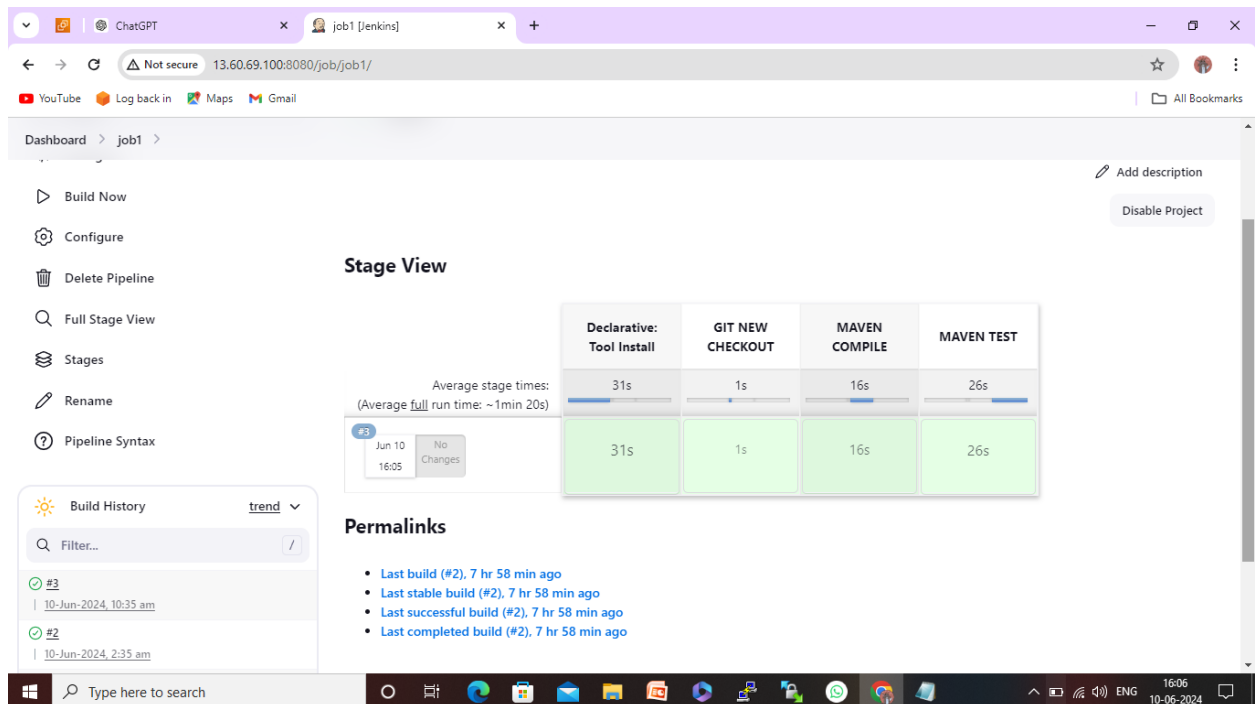 ChatGPT
job1 [Jenkins]
Not secure 13.60.69.100:8080/job/job1/
YouTube Log back in Maps Gmail All Bookmarks
Dashboard > job1 >
Add description
Disable Project
Build Now
Configure
Delete Pipeline
Full Stage View
Stages
Rename
Pipeline Syntax
Build History trend
Filter... /
#3
10-Jun-2024, 10:35 am
#2
10-Jun-2024, 2:35 am
Stage View
Declarative: Tool Install
GIT NEW CHECKOUT
MAVEN COMPILE
MAVEN TEST
Average stage times: 31s 1s 16s 26s
(Average full run time: ~1min 20s)
#3
Jun 10
16:05
No Changes
31s 1s 16s 26s
Permalinks
Last build (#2), 7 hr 58 min ago
Last stable build (#2), 7 hr 58 min ago
Last successful build (#2), 7 hr 58 min ago
Last completed build (#2), 7 hr 58 min ago
Type here to search
ENG
16:06
10-06-2024